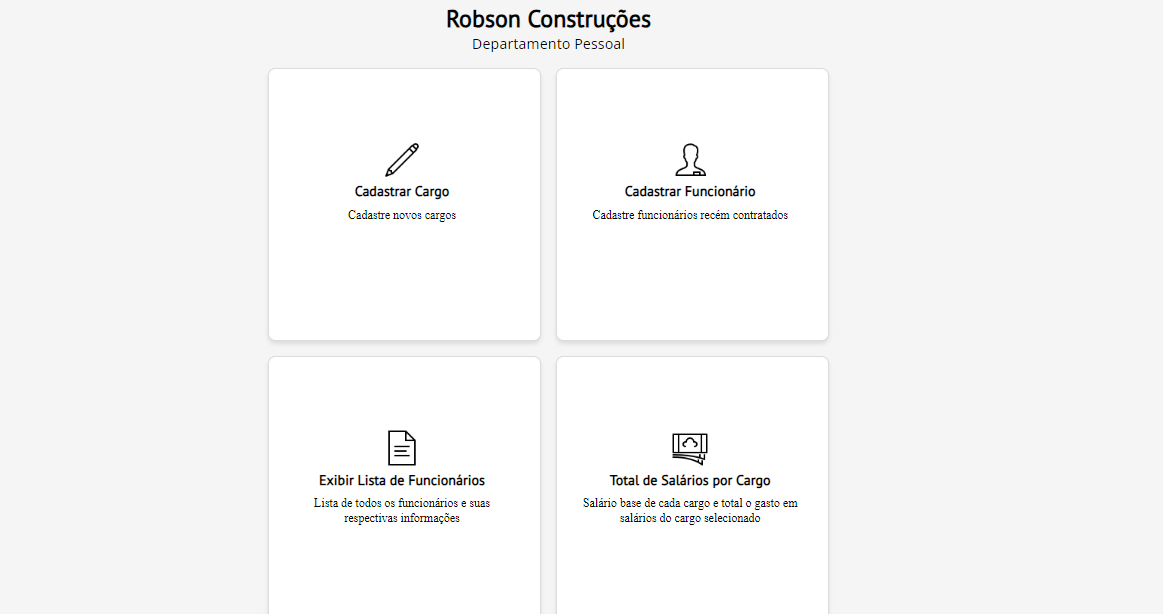 Robson Construções
Departamento Pessoal
Cadastrar Cargo
Cadastre novos cargos
Cadastrar Funcionário
Cadastre funcionários recém contratados
Exibir Lista de Funcionários
Lista de todos os funcionários e suas
respectivas informações
Total de Salários por Cargo
Salário base de cada cargo e total o gasto em
salários do cargo selecionado